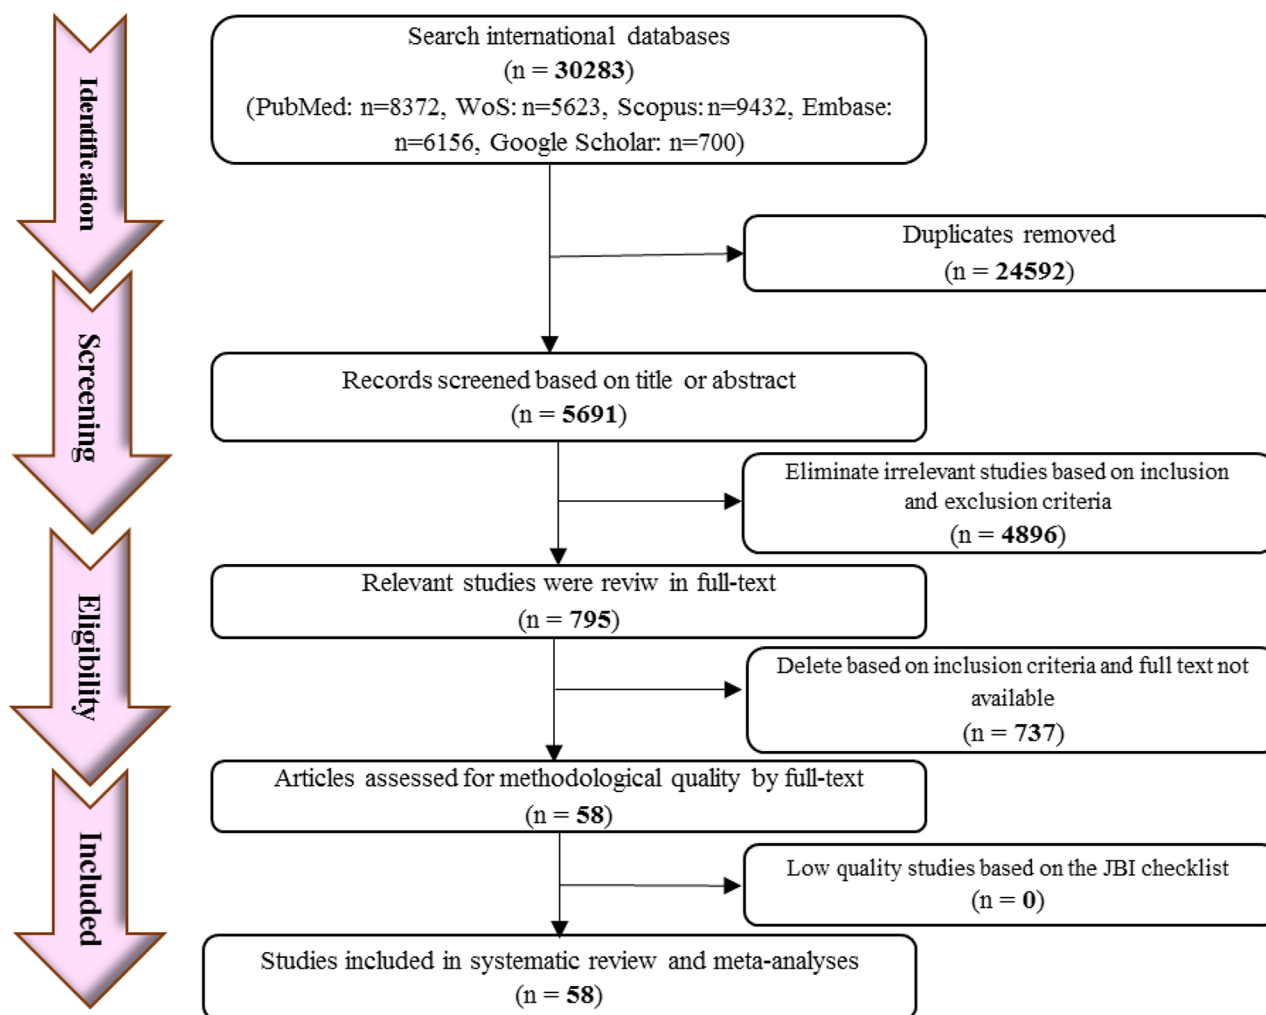 Identification
Search international databases
(n = 30283)
(PubMed: n=8372, WoS: n=5623, Scopus: n=9432, Embase:
n=6156, Google Scholar: n=700)
Duplicates removed
(n = 24592)
Screening
Records screened based on title or abstract
(n = 5691)
Eliminate irrelevant studies based on inclusion
and exclusion criteria
(n = 4896)
Eligibility
Relevant studies were reviw in full-text
(n = 795)
Delete based on inclusion criteria and full text not
available
(n = 737)
Included
Articles assessed for methodological quality by full-text
(n = 58)
Low quality studies based on the JBI checklist
(n = 0)
Studies included in systematic review and meta-analyses
(n = 58)